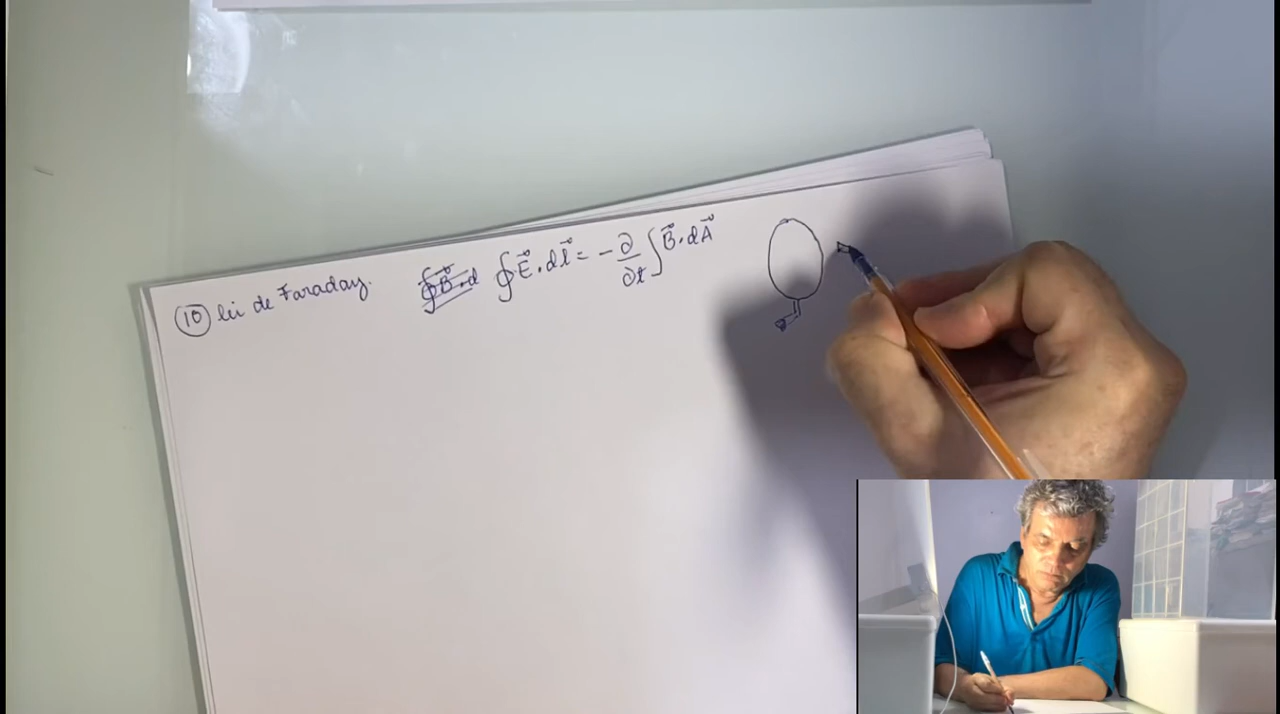 (10) lei de Faraday. ∮B⃗.d ∮E⃗.dl⃗ = -∂/∂t ∫B⃗.dA⃗